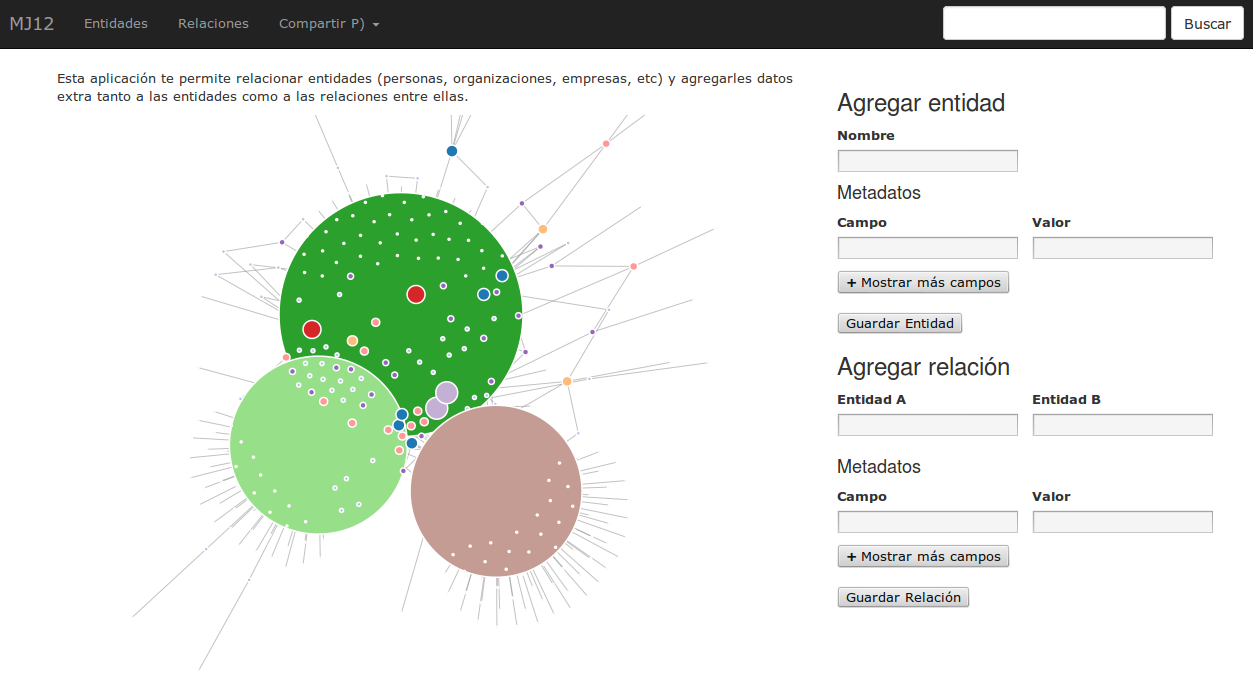 MJ12 Entidades Relaciones Compartir P) Buscar
Esta aplicación te permite relacionar entidades (personas, organizaciones, empresas, etc) y agregarles datos
extra tanto a las entidades como a las relaciones entre ellas.
Agregar entidad
Nombre
Metadatos
Campo Valor
+ Mostrar más campos
Guardar Entidad
Agregar relación
Entidad A Entidad B
Metadatos
Campo Valor
+ Mostrar más campos
Guardar Relación